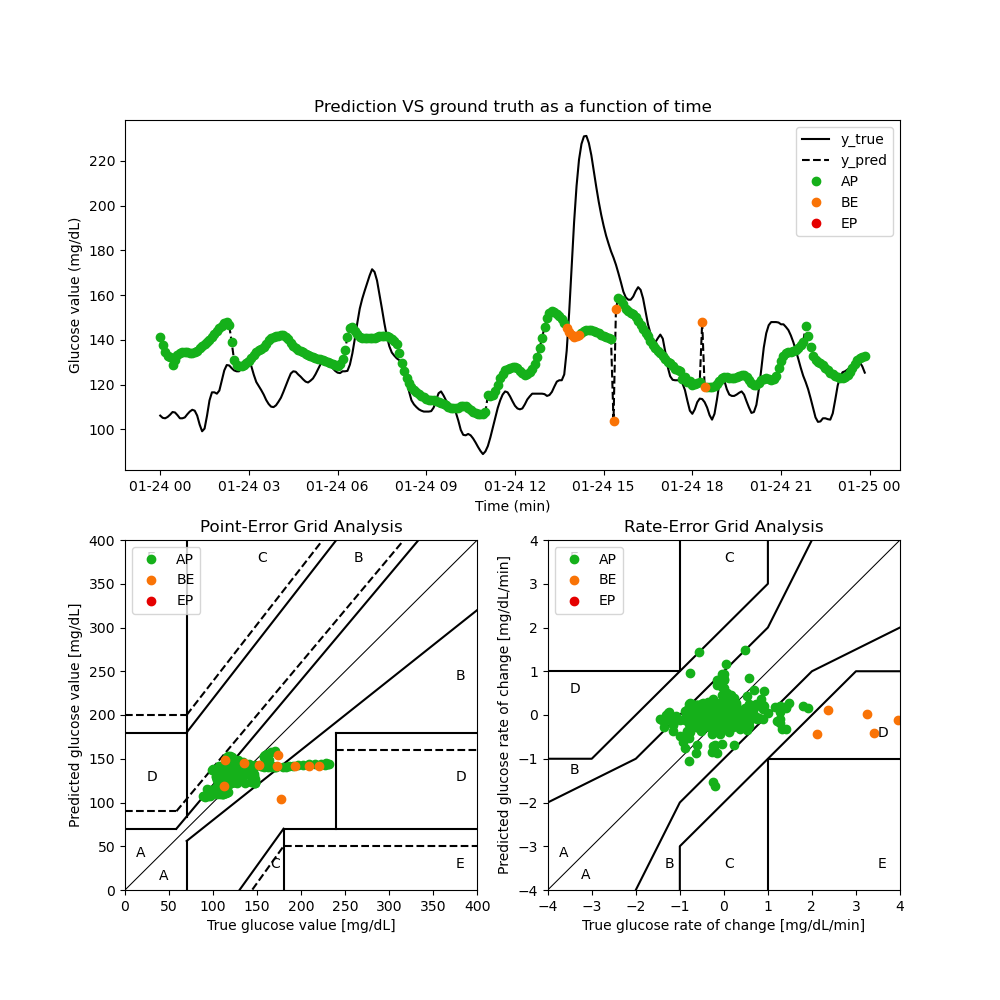 Prediction VS ground truth as a function of time
Glucose value (mg/dL)
220
200
180
160
140
120
100
y_true
y_pred
AP
BE
EP
01-24 00 01-24 03 01-24 06 01-24 09 01-24 12 01-24 15 01-24 18 01-24 21 01-25 00
Time (min)
Point-Error Grid Analysis
Predicted glucose value [mg/dL]
400
350
300
250
200
150
100
50
0
AP
BE
EP
C B
B
D D
A
A
C E
0 50 100 150 200 250 300 350 400
True glucose value [mg/dL]
Rate-Error Grid Analysis
Predicted glucose rate of change [mg/dL/min]
4
3
2
1
0
−1
−2
−3
−4
AP
BE
EP
C
D
D
B
A
A
B C E
−4 −3 −2 −1 0 1 2 3 4
True glucose rate of change [mg/dL/min]